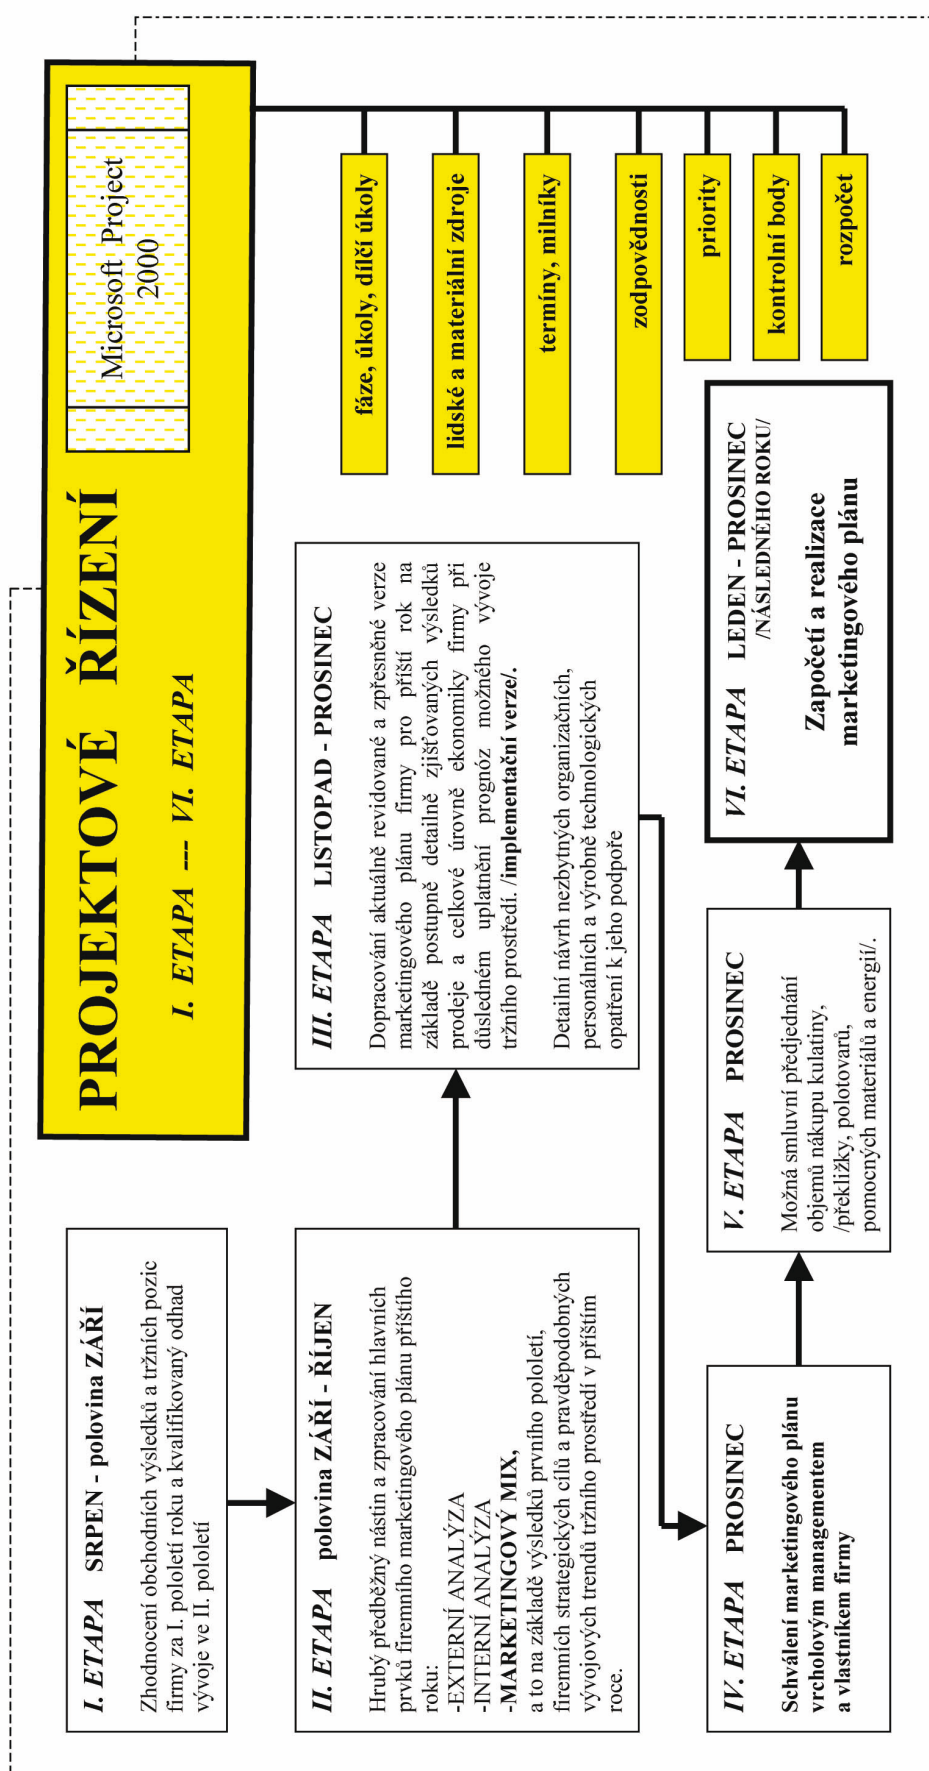 PROJEKTOVÉ ŘÍZENÍ
I. ETAPA --- VI. ETAPA
Microsoft Project
2000
fáze, úkoly, dílčí úkoly
lidské a materiální zdroje
termíny, milníky
zodpovědnosti
priority
kontrolní body
rozpočet
I. ETAPA SRPEN - polovina ZÁŘÍ
Zhodnocení obchodních výsledků a tržních pozic
firmy za I. pololetí roku a kvalifikovaný odhad
vývoje ve II. pololetí
II. ETAPA polovina ZÁŘÍ - ŘÍJEN
Hrubý předběžný nástin a zpracování hlavních
prvků firemního marketingového plánu příštího
roku:
-EXTERNÍ ANALÝZA
-INTERNÍ ANALÝZA
-MARKETINGOVÝ MIX,
a to na základě výsledků prvního pololetí,
firemních strategických cílů a pravděpodobných
vývojových trendů tržního prostředí v příštím
roce.
III. ETAPA LISTOPAD - PROSINEC
Dopracování aktuálně revidované a zpřesněné verze
marketingového plánu firmy pro příští rok na
základě postupně detailně zjišťovaných výsledků
prodeje a celkové úrovně ekonomiky firmy při
důsledném uplatnění prognóz možného vývoje
tržního prostředí. /implementační verze/.
Detailní návrh nezbytných organizačních,
personálních a výrobně technologických
opatření k jeho podpoře
IV. ETAPA PROSINEC
Schválení marketingového plánu
vrcholovým managementem
a vlastníkem firmy
V. ETAPA PROSINEC
Možná smluvní předjednání
objemů nákupu kulatiny,
/překližky, polotovarů,
pomocných materiálů a energií/.
VI. ETAPA LEDEN - PROSINEC
/NÁSLEDNÉHO ROKU/
Započetí a realizace
marketingového plánu